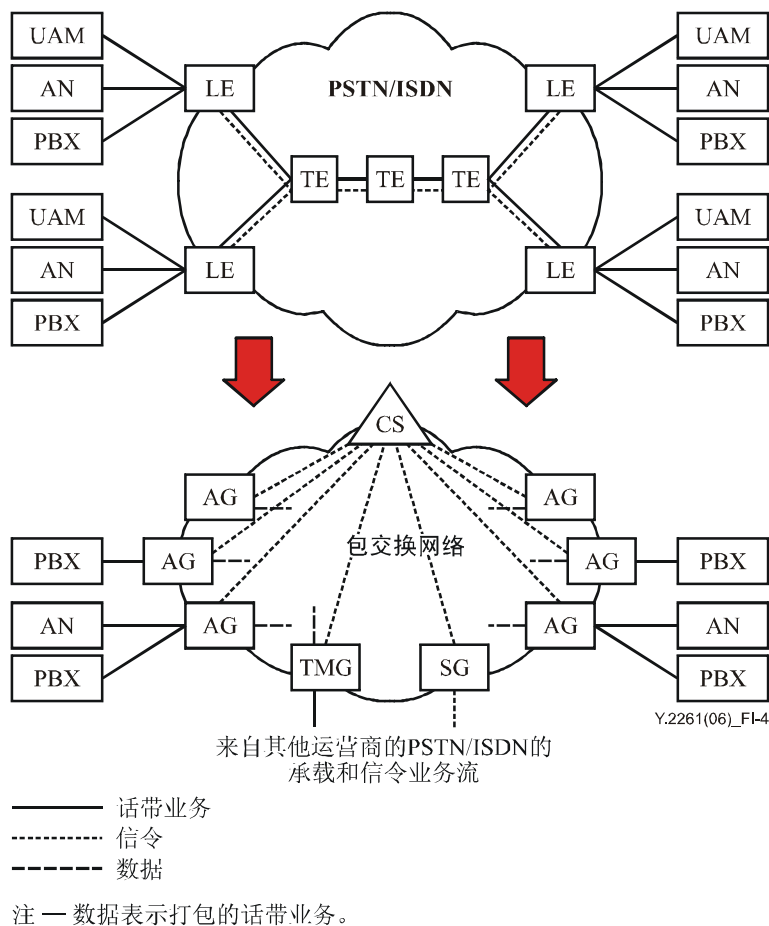 UAM
UAM
AN
LE
PSTN/ISDN
LE
AN
PBX
PBX
TE
TE
TE
UAM
UAM
AN
LE
LE
AN
PBX
PBX
CS
AG
AG
包交换网络
PBX
AG
AG
PBX
AN
AG
AG
AN
PBX
TMG
SG
PBX
Y.2261(06)_FI-4
来自其他运营商的PSTN/ISDN的
承载和信令业务流
话带业务
信令
数据
注 — 数据表示打包的话带业务。